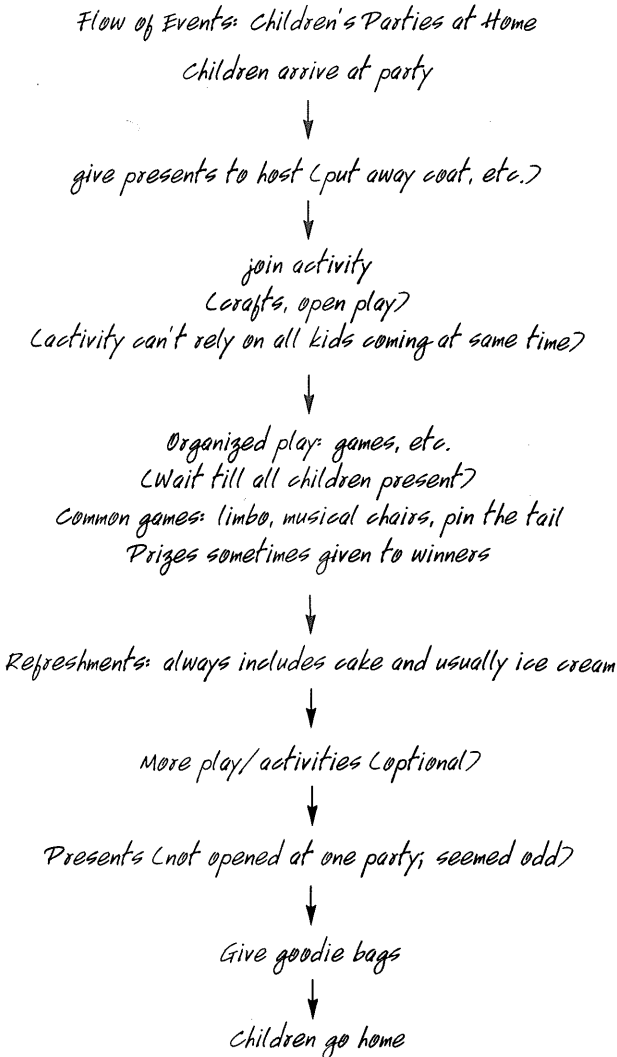 Flow of Events: Children's Parties at Home
Children arrive at party
give presents to host (put away coat, etc.)
join activity
(crafts, open play)
(activity can't rely on all kids coming at same time)
Organized play: games, etc.
(Wait till all children present)
Common games: limbo, musical chairs, pin the tail
Prizes sometimes given to winners
Refreshments: always includes cake and usually ice cream
More play/activities (optional)
Presents (not opened at one party; seemed odd)
Give goodie bags
Children go home